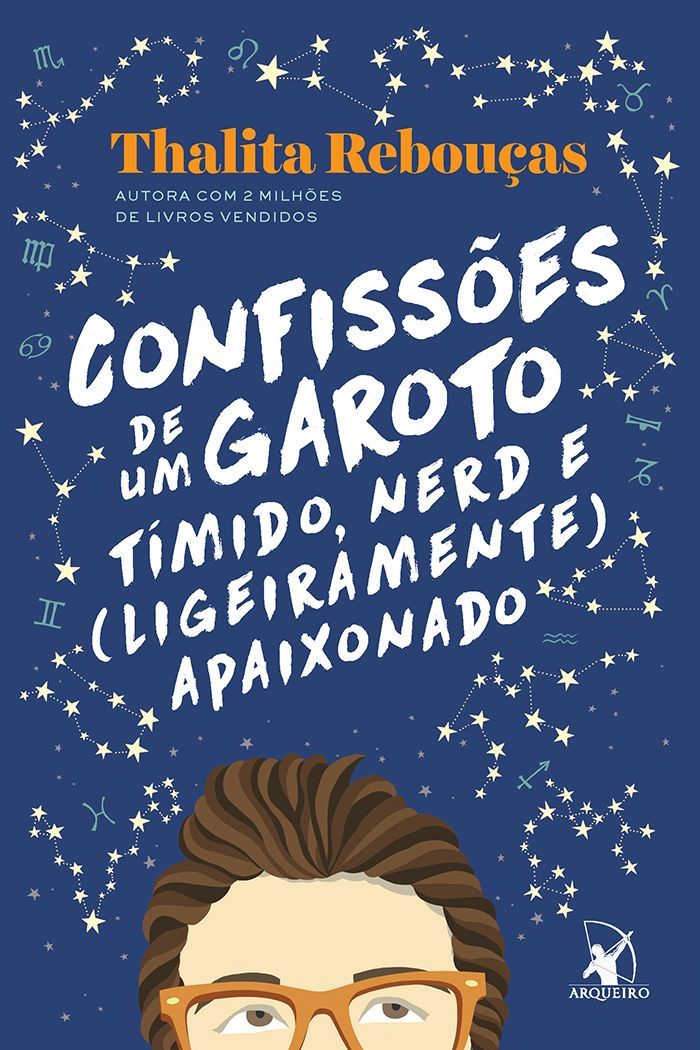 Thalita Rebouças
AUTORA COM 2 MILHÕES
DE LIVROS VENDIDOS
CONFISSÕES
DE UM GAROTO
TÍMIDO, NERD E
(LIGEIRAMENTE)
APAIXONADO
ARQUEIRO